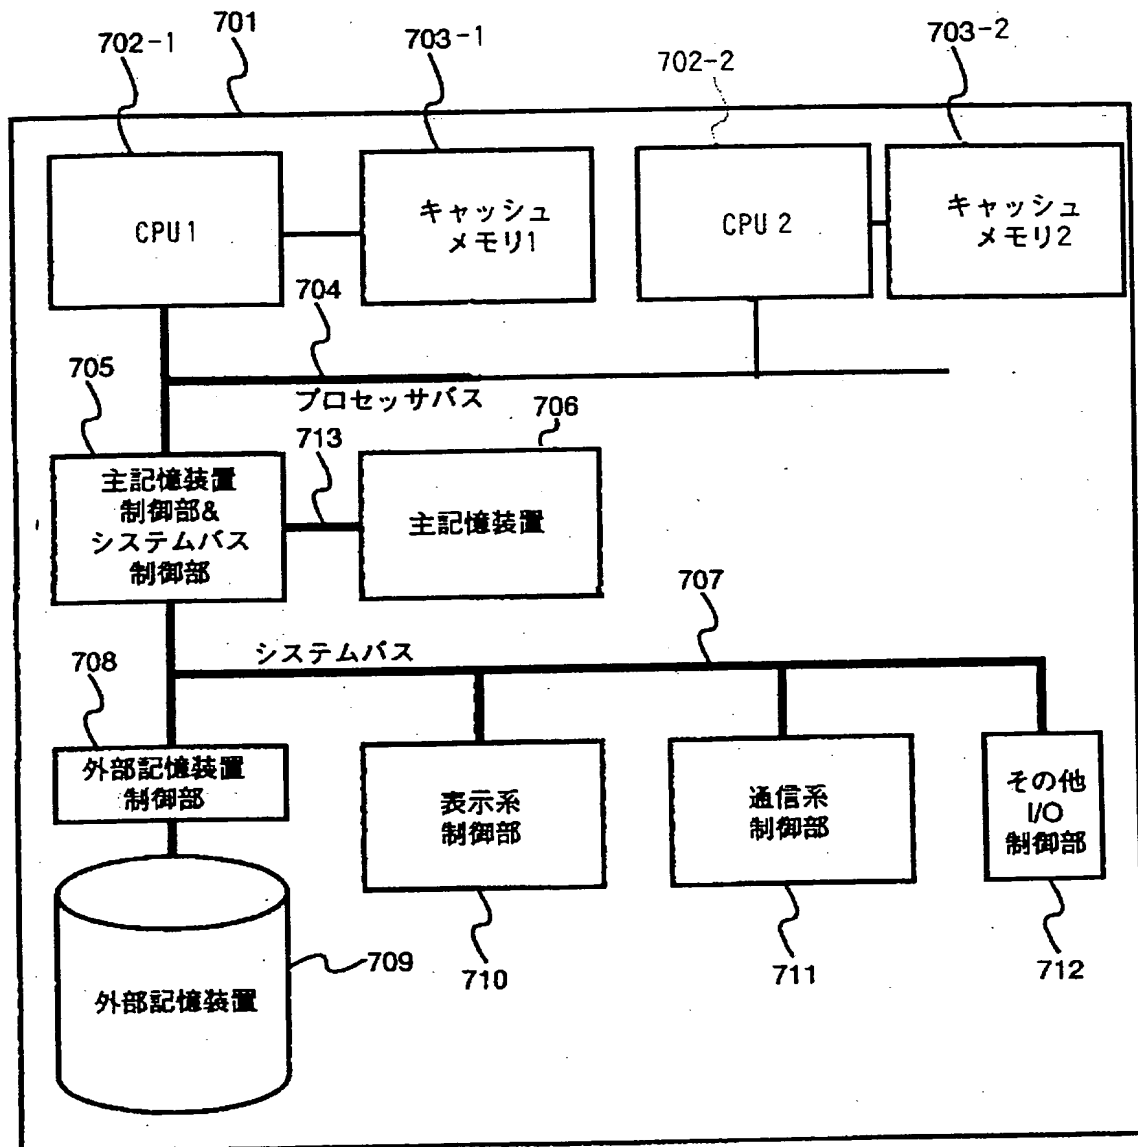 701
702-1
703-1
702-2
703-2
CPU1
キャッシュ
メモリ1
CPU 2
キャッシュ
メモリ2
704
プロセッサバス
705
713
706
主記憶装置
制御部&
システムバス
制御部
主記憶装置
707
システムバス
708
外部記憶装置
制御部
表示系
制御部
通信系
制御部
その他
I/O
制御部
709
710
711
712
外部記憶装置